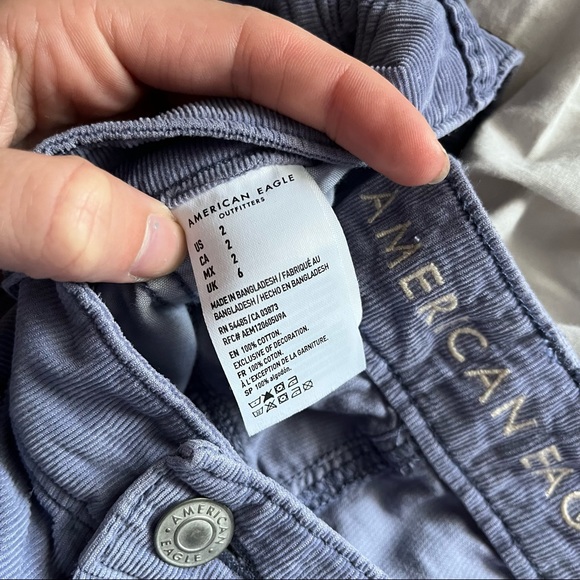 AMERICAN EAGLE
OUTFITTERS
US 2
CA 2
MX 2
UK 6
MADE IN BANGLADESH / FABRIQUÉ AU
BANGLADESH / HECHO EN BANGLADESH
RN 54485/CA 03873
RFC# AEM120605U9A
EN 100% COTTON.
EXCLUSIVE OF DECORATION.
FR 100% COTON.
À L'EXCEPTION DE LA GARNITURE.
SP 100% algodón.
AMERICAN EAG
AMERICAN
EAGLE